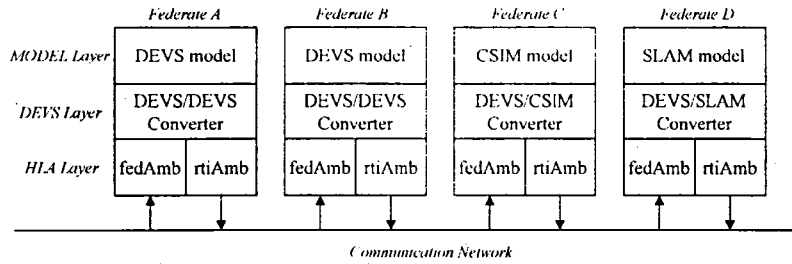 Federate A Federate B Federate C Federate D
MODEL Layer DEVS model DEVS model CSIM model SLAM model
DEVS Layer DEVS/DEVS Converter DEVS/DEVS Converter DEVS/CSIM Converter DEVS/SLAM Converter
HLA Layer fedAmb rtiAmb fedAmb rtiAmb fedAmb rtiAmb fedAmb rtiAmb
Communication Network